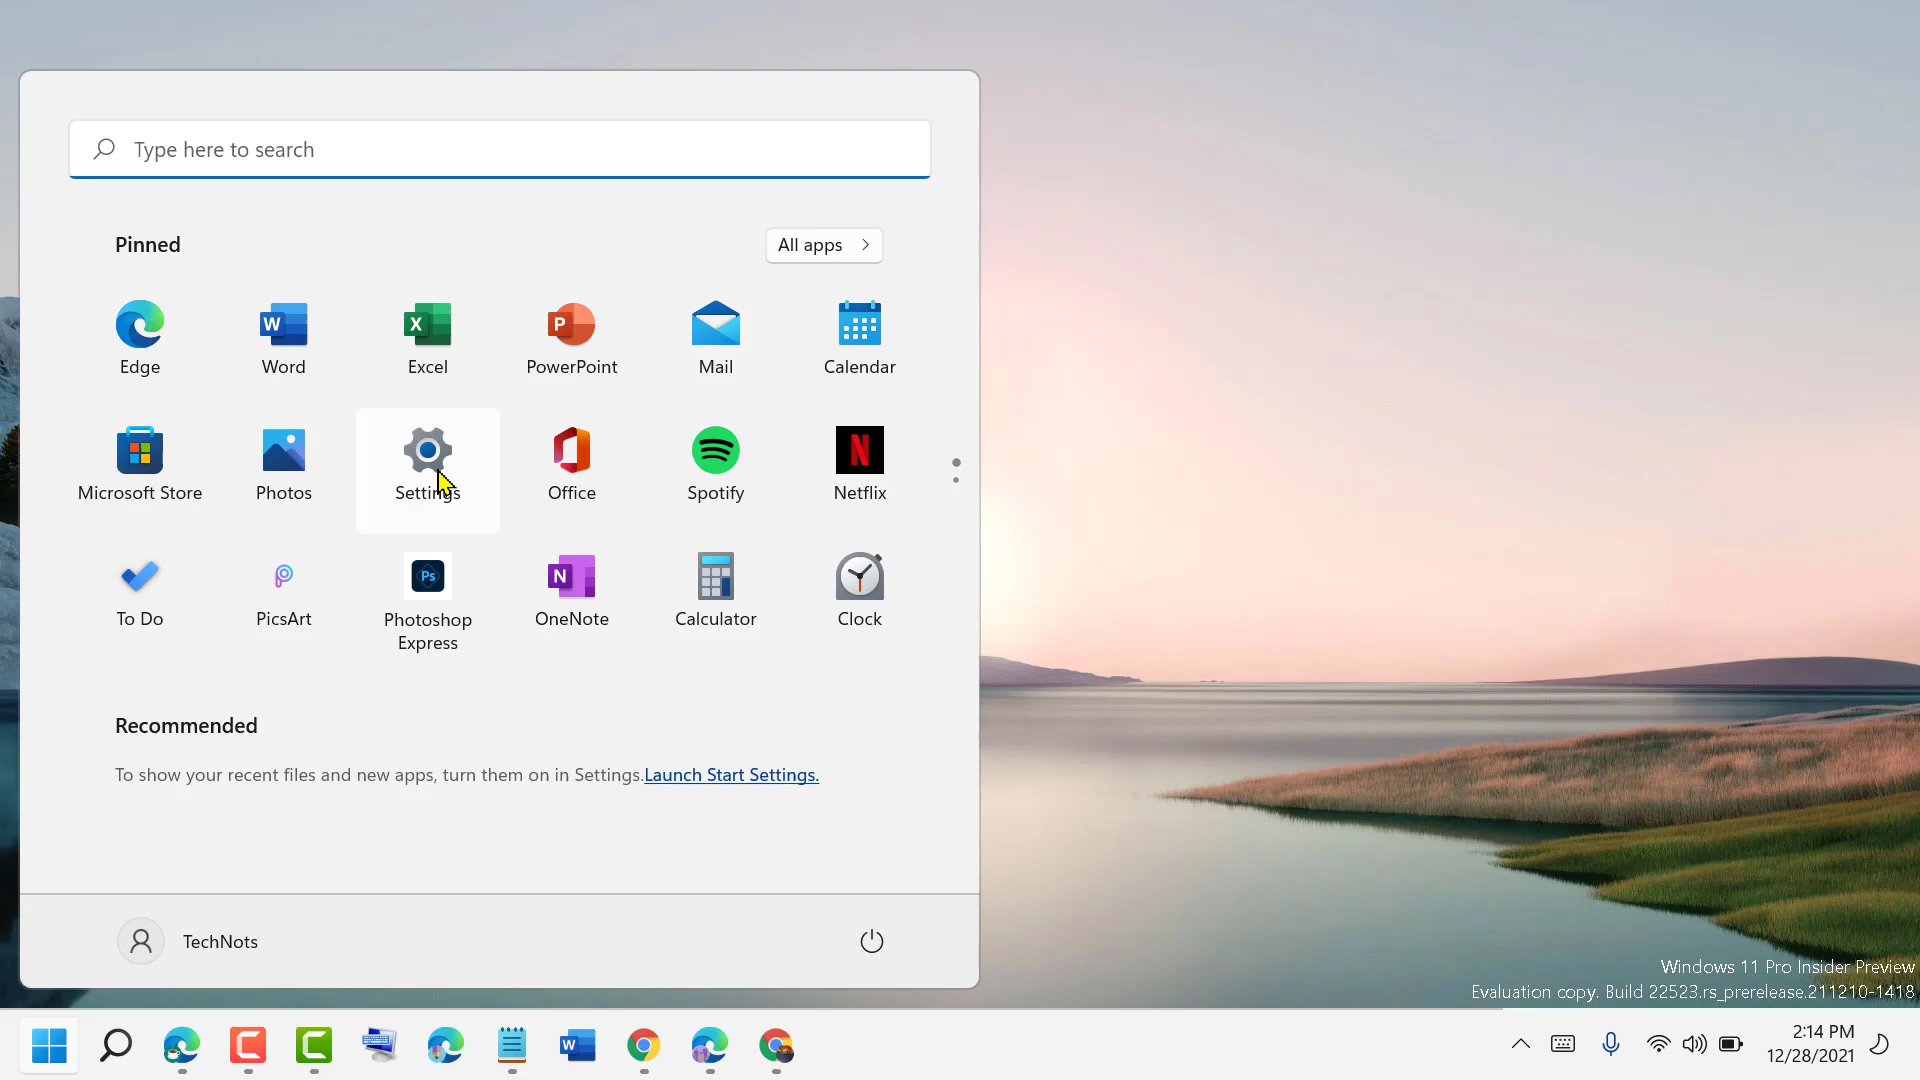 Type here to search
Pinned
All apps
Edge
Word
Excel
PowerPoint
Mail
Calendar
Microsoft Store
Photos
Settings
Office
Spotify
Netflix
To Do
PicsArt
Photoshop
Express
OneNote
Calculator
Clock
Recommended
To show your recent files and new apps, turn them on in Settings.Launch Start Settings.
TechNots
Windows 11 Pro Insider Preview
Evaluation copy. Build 22523.rs_prerelease.211210-1418
2:14 PM
12/28/2021